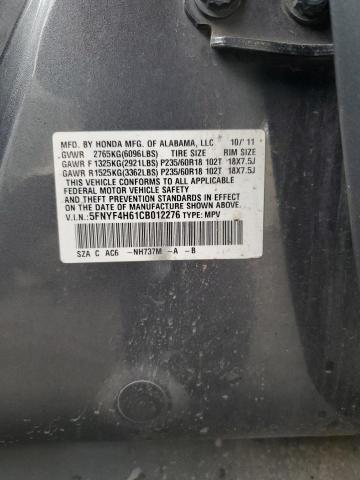 MFD. BY HONDA MFG. OF ALABAMA, LLC 10/'11
GVWR 2765KG(6096LBS) TIRE SIZE RIM SIZE
GAWR F 1325KG(2921LBS) P235/60R18 102T 18X7.5J
GAWR R 1525KG(3362LBS) P235/60R18 102T 18X7.5J
THIS VEHICLE CONFORMS TO ALL APPLICABLE
FEDERAL MOTOR VEHICLE SAFETY
AND THEFT PREVENTION STANDARDS IN EFFECT ON
THE DATE OF MANUFACTURE SHOWN ABOVE.
V.I.N.: 5FNYF4H61CB012276 TYPE: MPV
SZA C AC6 -NH737M -A -B